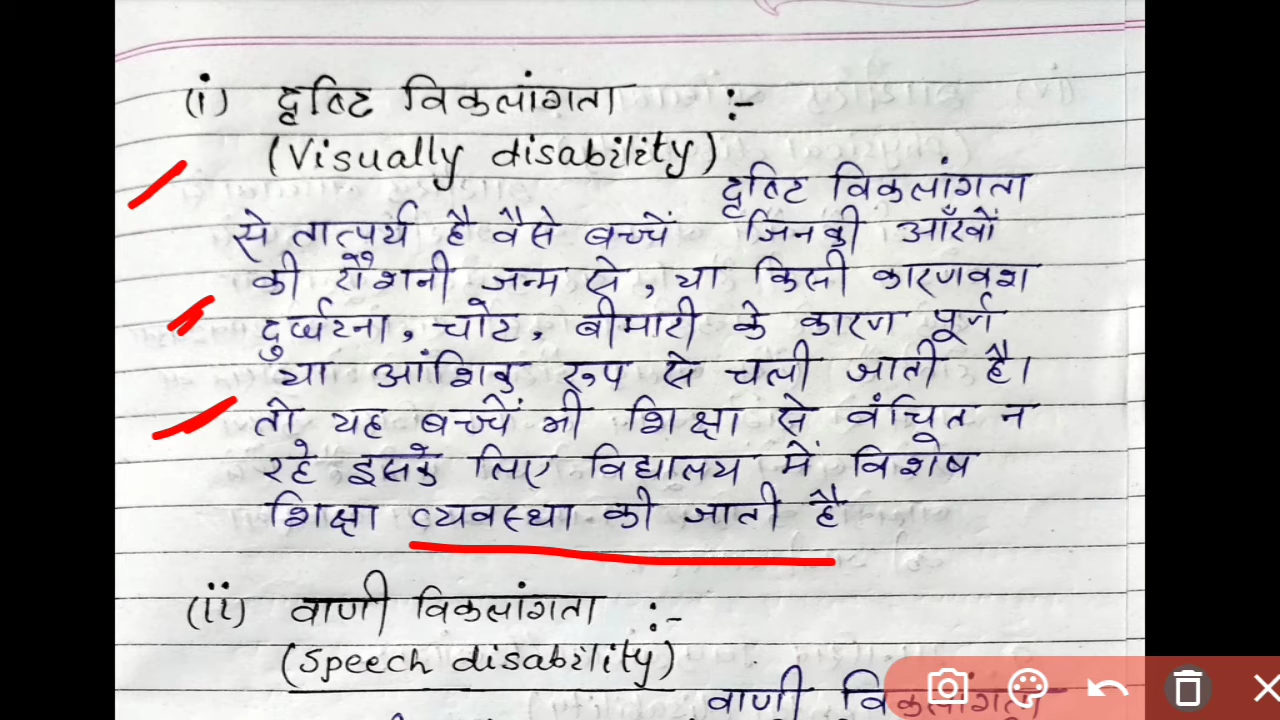 (i) दृष्टि विकलांगता :-
(Visually disability)
दृष्टि विकलांगता
से तात्पर्य है वैसे बच्चें जिनकी आँखों
की रौशनी जन्म से, या किसी कारणवश
दुर्घटना, चोट, बीमारी के कारण पूर्ण
या आंशिक रूप से चली जाती है।
तो यह बच्चें भी शिक्षा से वंचित न
रहे इसके लिए विद्यालय में विशेष
शिक्षा व्यवस्था की जाती है
(ii) वाणी विकलांगता :-
(Speech disability)
वाणी विकलांगता